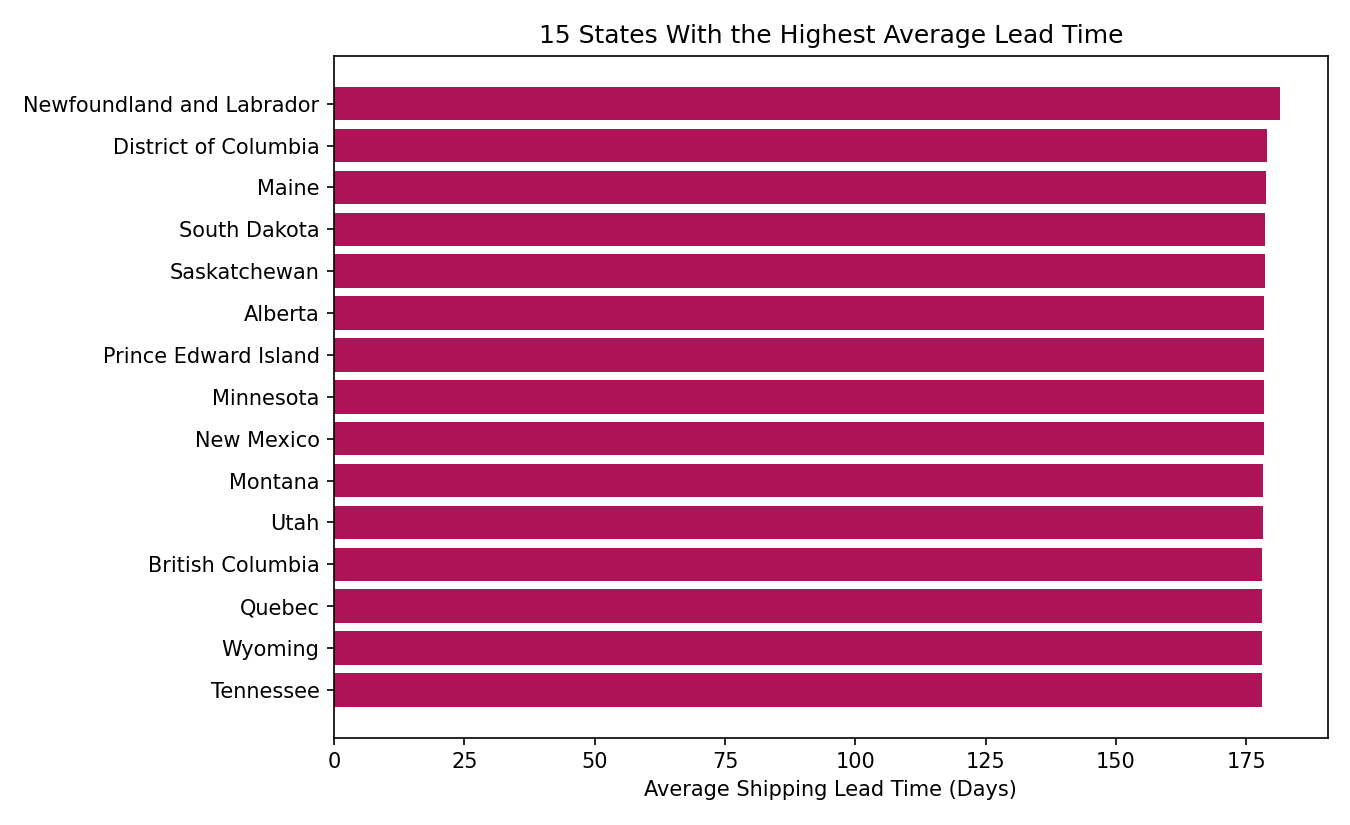 15 States With the Highest Average Lead Time
Newfoundland and Labrador
District of Columbia
Maine
South Dakota
Saskatchewan
Alberta
Prince Edward Island
Minnesota
New Mexico
Montana
Utah
British Columbia
Quebec
Wyoming
Tennessee
0 25 50 75 100 125 150 175
Average Shipping Lead Time (Days)